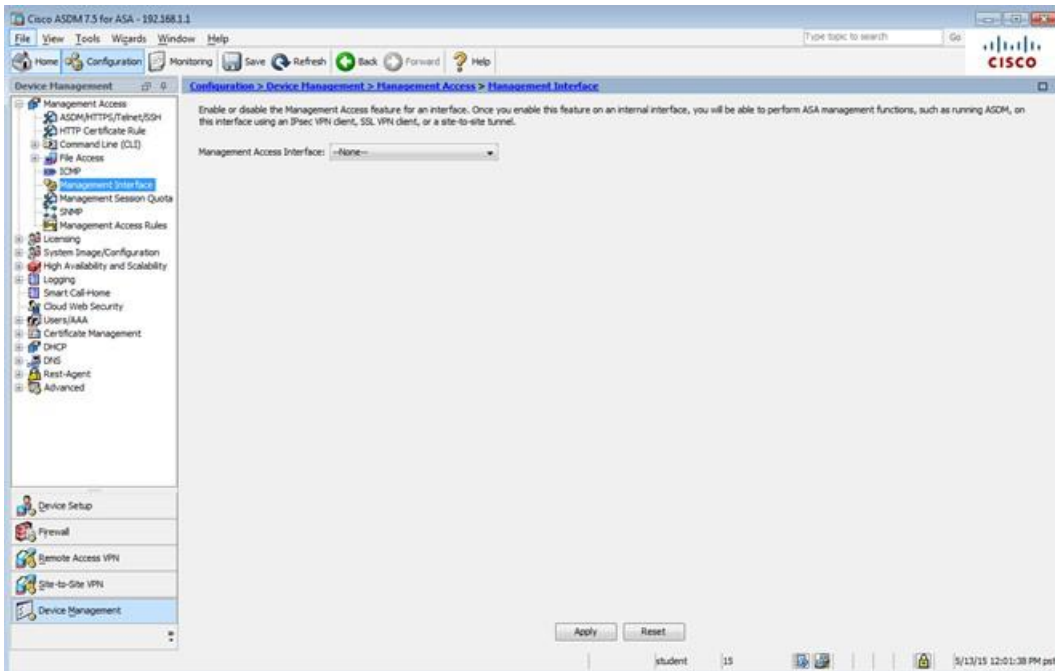 Cisco ASDM 7.5 for ASA - 192.168.1.1
File View Tools Wizards Window Help
Type topic to search
Go
Home Configuration Monitoring Save Refresh Back Forward Help
CISCO
Device Management
Configuration > Device Management > Management Access > Management Interface
Management Access
ASDM/HTTPS/Telnet/SSH
HTTP Certificate Rule
Command Line (CLI)
File Access
ICMP
Management Interface
Management Session Quota
SNMP
Management Access Rules
Licensing
System Image/Configuration
High Availability and Scalability
Logging
Smart Call-Home
Cloud Web Security
Users/AAA
Certificate Management
DHCP
DNS
Rest-Agent
Advanced
Enable or disable the Management Access feature for an interface. Once you enable this feature on an internal interface, you will be able to perform ASA management functions, such as running ASDM, on
this interface using an IPsec VPN client, SSL VPN client, or a site-to-site tunnel.
Management Access Interface: --None--
Device Setup
Firewall
Remote Access VPN
Site-to-Site VPN
Device Management
Apply Reset
student 15 5/13/15 12:01:38 PM pst